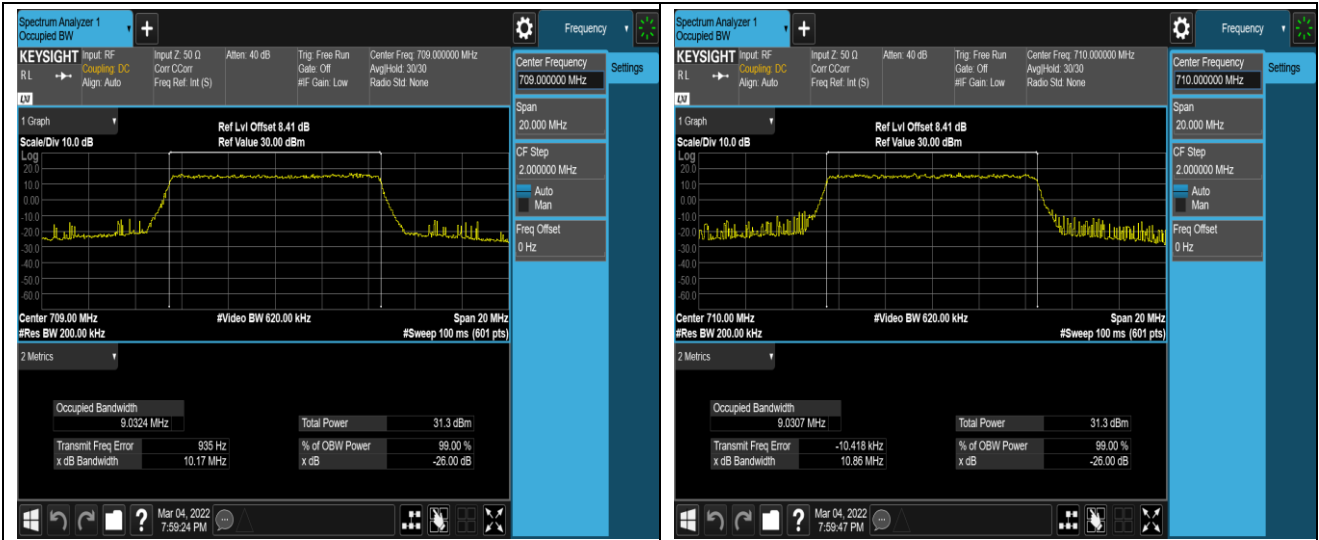 Spectrum Analyzer 1
Occupied BW
Frequency
KEYSIGHT Input: RF Input Z: 50 Ω Atten: 40 dB Trig: Free Run Center Freq: 709.000000 MHz
RL Coupling: DC Corr CCorr Gate: Off Avg|Hold: 30/30
Align: Auto Freq Ref: Int (S) #IF Gain: Low Radio Std: None
LXI
Center Frequency
709.000000 MHz
Settings
Span
20.000 MHz
CF Step
2.000000 MHz
Auto
Man
Freq Offset
0 Hz
1 Graph
Ref Lvl Offset 8.41 dB
Scale/Div 10.0 dB Ref Value 30.00 dBm
Log
20.0
10.0
0.00
-10.0
-20.0
-30.0
-40.0
-50.0
-60.0
Center 709.00 MHz #Video BW 620.00 kHz Span 20 MHz
#Res BW 200.00 kHz #Sweep 100 ms (601 pts)
2 Metrics
Occupied Bandwidth
9.0324 MHz Total Power 31.3 dBm
Transmit Freq Error 935 Hz % of OBW Power 99.00 %
x dB Bandwidth 10.17 MHz x dB -26.00 dB
Mar 04, 2022
7:59:24 PM
Spectrum Analyzer 1
Occupied BW
Frequency
KEYSIGHT Input: RF Input Z: 50 Ω Atten: 40 dB Trig: Free Run Center Freq: 710.000000 MHz
RL Coupling: DC Corr CCorr Gate: Off Avg|Hold: 30/30
Align: Auto Freq Ref: Int (S) #IF Gain: Low Radio Std: None
LXI
Center Frequency
710.000000 MHz
Settings
Span
20.000 MHz
CF Step
2.000000 MHz
Auto
Man
Freq Offset
0 Hz
1 Graph
Ref Lvl Offset 8.41 dB
Scale/Div 10.0 dB Ref Value 30.00 dBm
Log
20.0
10.0
0.00
-10.0
-20.0
-30.0
-40.0
-50.0
-60.0
Center 710.00 MHz #Video BW 620.00 kHz Span 20 MHz
#Res BW 200.00 kHz #Sweep 100 ms (601 pts)
2 Metrics
Occupied Bandwidth
9.0307 MHz Total Power 31.3 dBm
Transmit Freq Error -10.418 kHz % of OBW Power 99.00 %
x dB Bandwidth 10.86 MHz x dB -26.00 dB
Mar 04, 2022
7:59:47 PM